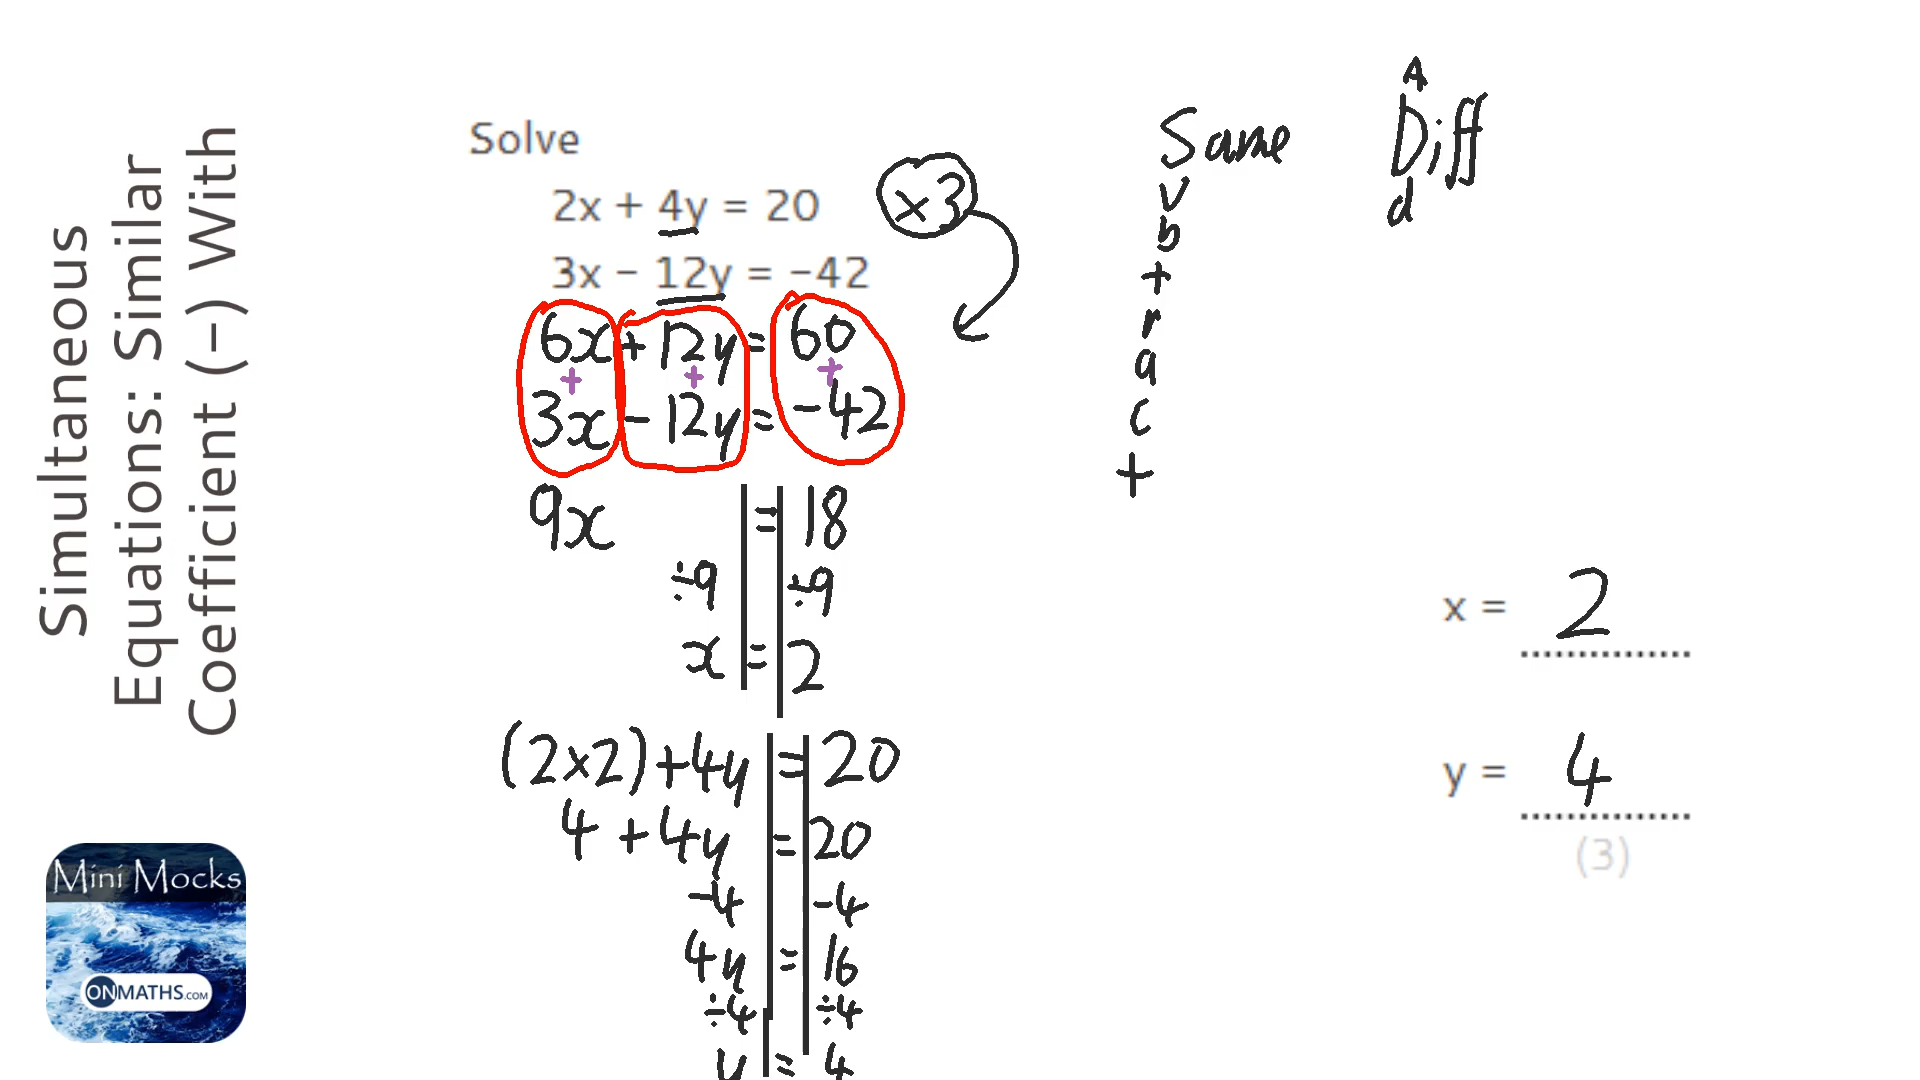 Simultaneous
Equations: Similar
Coefficient (-) With
Solve
2x + 4y = 20
3x - 12y = -42
×3
6x + 12y = 60
+ + +
3x - 12y = -42
9x = 18
÷9 ÷9
x = 2
(2×2) + 4y = 20
4 + 4y = 20
-4 -4
4y = 16
÷4 ÷4
y = 4
Same
v
b
t
r
a
c
t
A
Diff
d
x = 2
y = 4
(3)
Mini Mocks
ONMATHS.COM